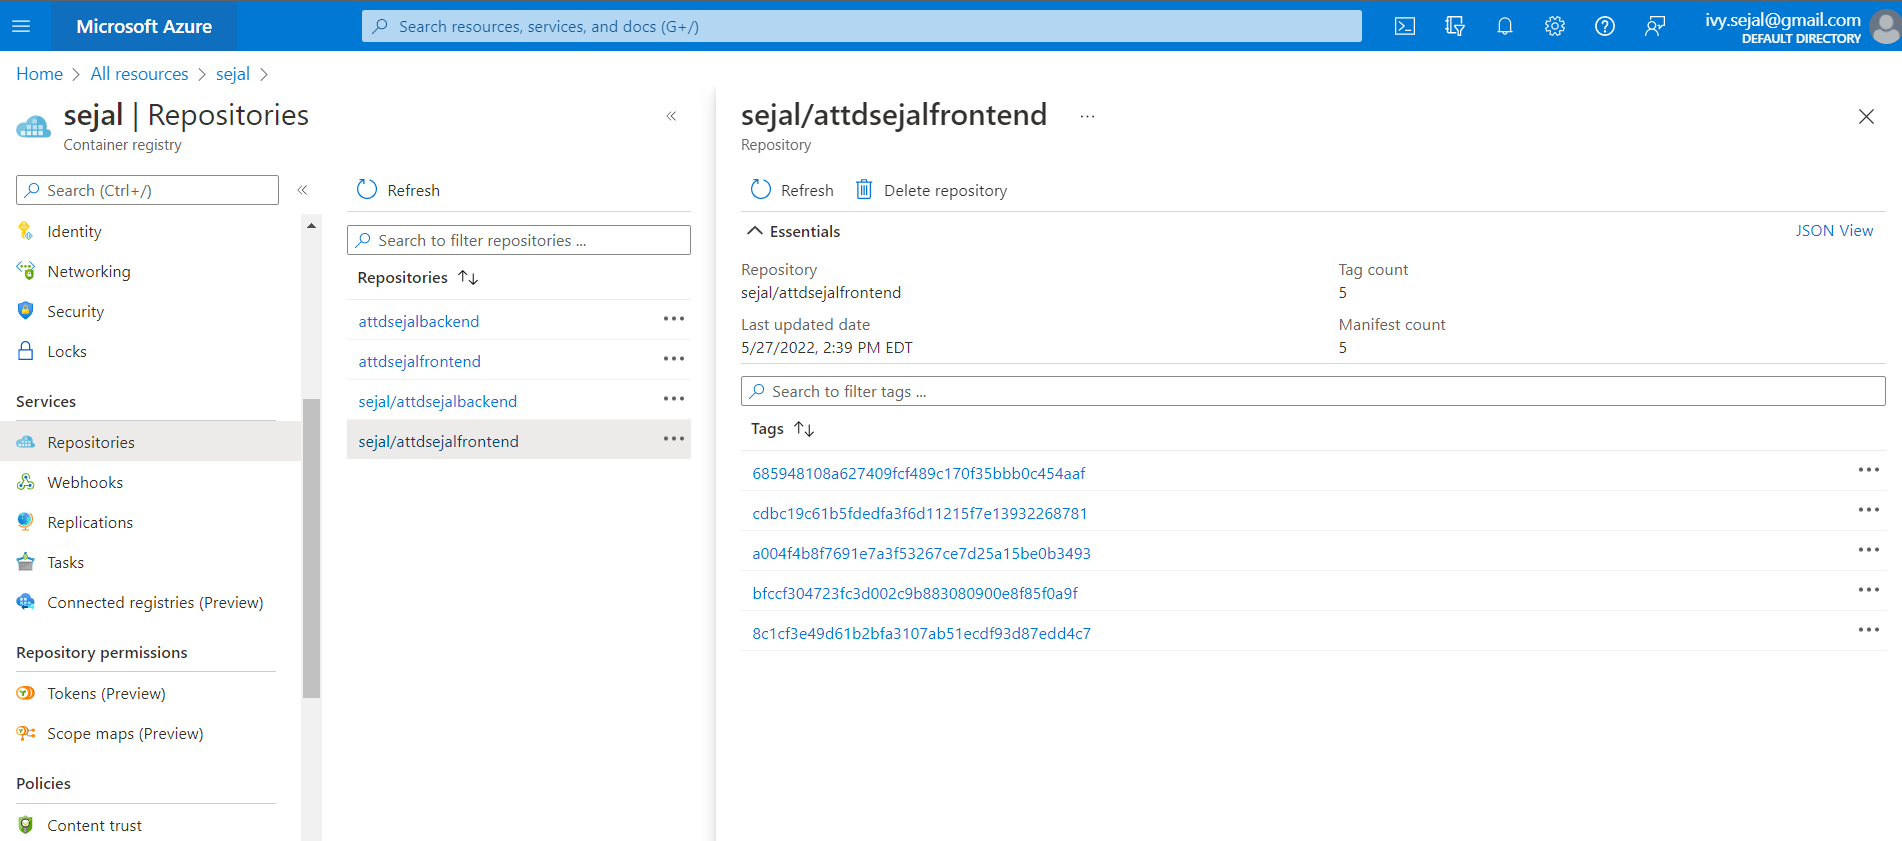 Microsoft Azure
Search resources, services, and docs (G+/)
ivy.sejal@gmail.com
DEFAULT DIRECTORY
Home > All resources > sejal >
sejal | Repositories
Container registry
Search (Ctrl+/)
Identity
Networking
Security
Locks
Services
Repositories
Webhooks
Replications
Tasks
Connected registries (Preview)
Repository permissions
Tokens (Preview)
Scope maps (Preview)
Policies
Content trust
Refresh
Search to filter repositories ...
Repositories
attdsejalbackend
attdsejalfrontend
sejal/attdsejalbackend
sejal/attdsejalfrontend
sejal/attdsejalfrontend
Repository
Refresh
Delete repository
Essentials
JSON View
Repository
sejal/attdsejalfrontend
Last updated date
5/27/2022, 2:39 PM EDT
Tag count
5
Manifest count
5
Search to filter tags ...
Tags
685948108a627409fcf489c170f35bbb0c454aaf
cdbc19c61b5fdedfa3f6d11215f7e13932268781
a004f4b8f7691e7a3f53267ce7d25a15be0b3493
bfccf304723fc3d002c9b883080900e8f85f0a9f
8c1cf3e49d61b2bfa3107ab51ecdf93d87edd4c7